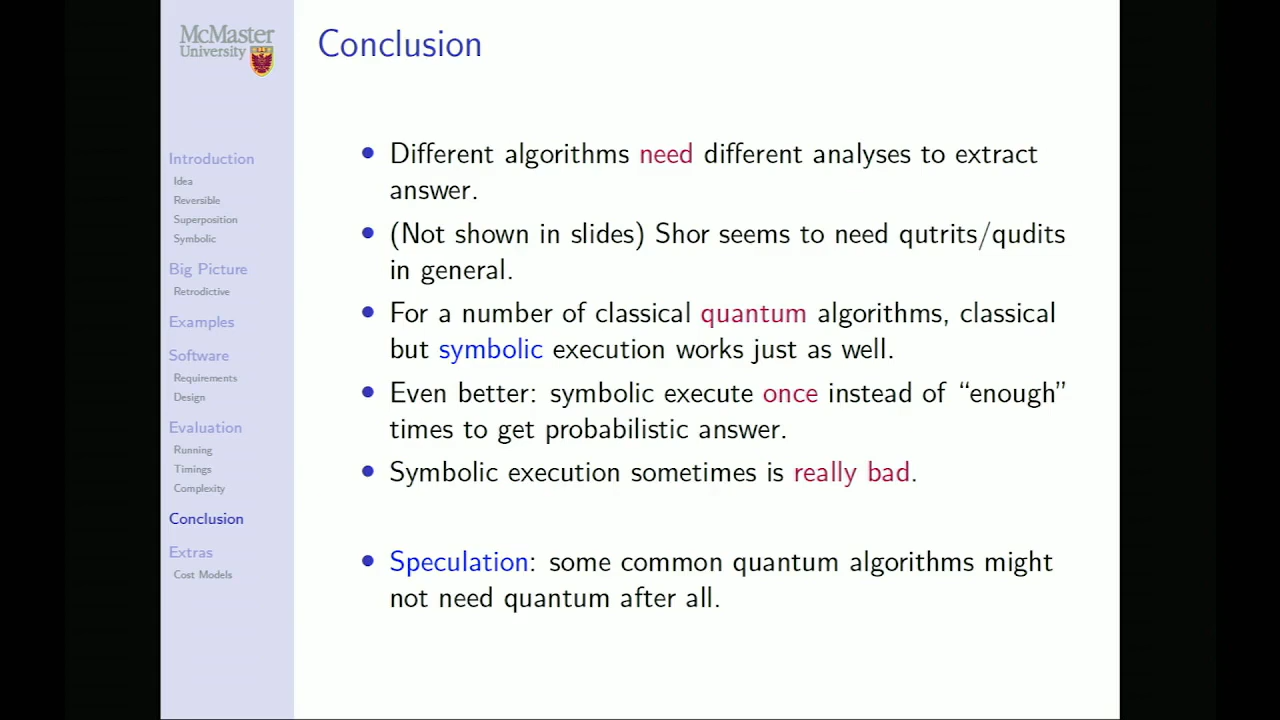 McMaster
University
Introduction
Idea
Reversible
Superposition
Symbolic
Big Picture
Retrodictive
Examples
Software
Requirements
Design
Evaluation
Running
Timings
Complexity
Conclusion
Extras
Cost Models
Conclusion
• Different algorithms need different analyses to extract
answer.
• (Not shown in slides) Shor seems to need qutrits/qudits
in general.
• For a number of classical quantum algorithms, classical
but symbolic execution works just as well.
• Even better: symbolic execute once instead of “enough”
times to get probabilistic answer.
• Symbolic execution sometimes is really bad.
• Speculation: some common quantum algorithms might
not need quantum after all.